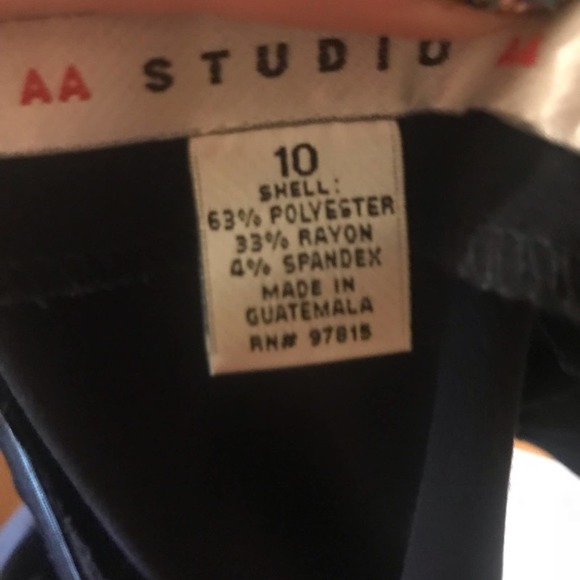 AA STUDIO AA
10
SHELL:
63% POLYESTER
33% RAYON
4% SPANDEX
MADE IN
GUATEMALA
RN# 97815